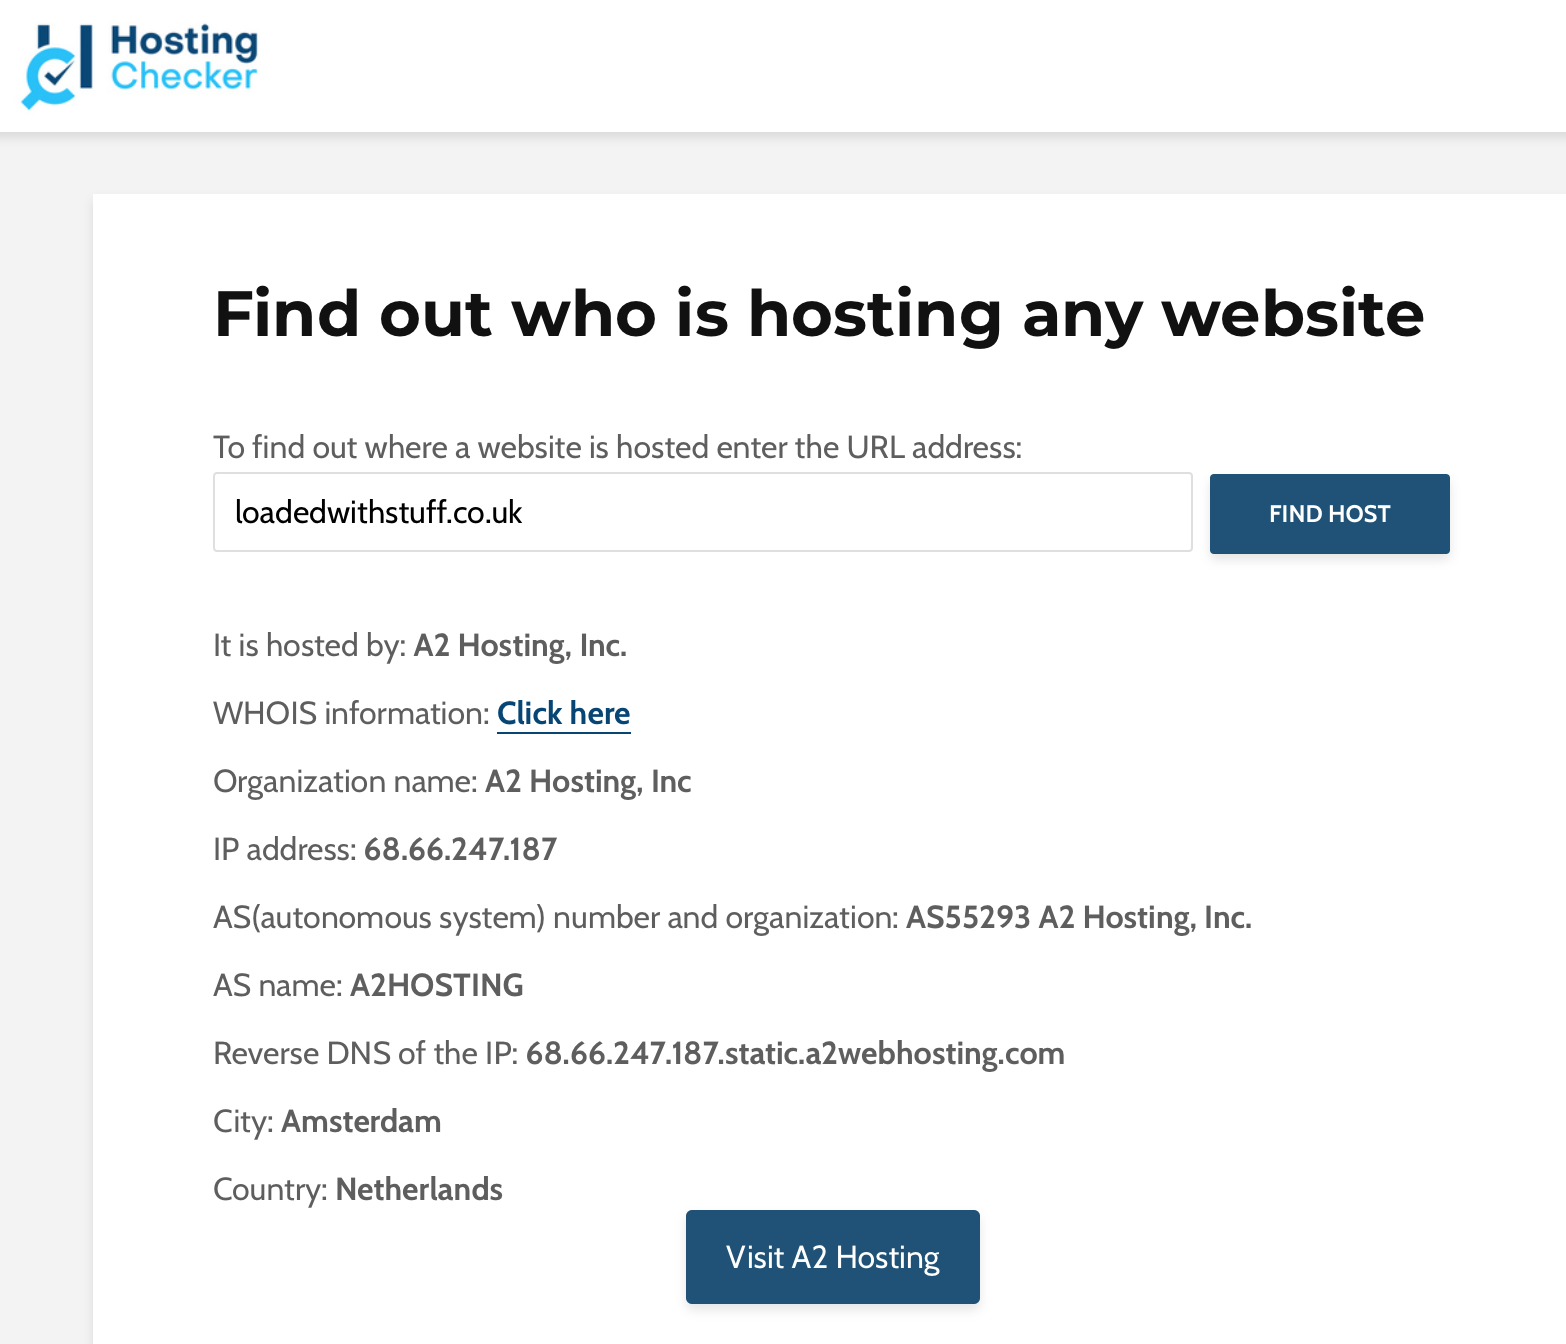 Hosting
Checker
Find out who is hosting any website
To find out where a website is hosted enter the URL address:
loadedwithstuff.co.uk
FIND HOST
It is hosted by: A2 Hosting, Inc.
WHOIS information: Click here
Organization name: A2 Hosting, Inc
IP address: 68.66.247.187
AS(autonomous system) number and organization: AS55293 A2 Hosting, Inc.
AS name: A2HOSTING
Reverse DNS of the IP: 68.66.247.187.static.a2webhosting.com
City: Amsterdam
Country: Netherlands
Visit A2 Hosting